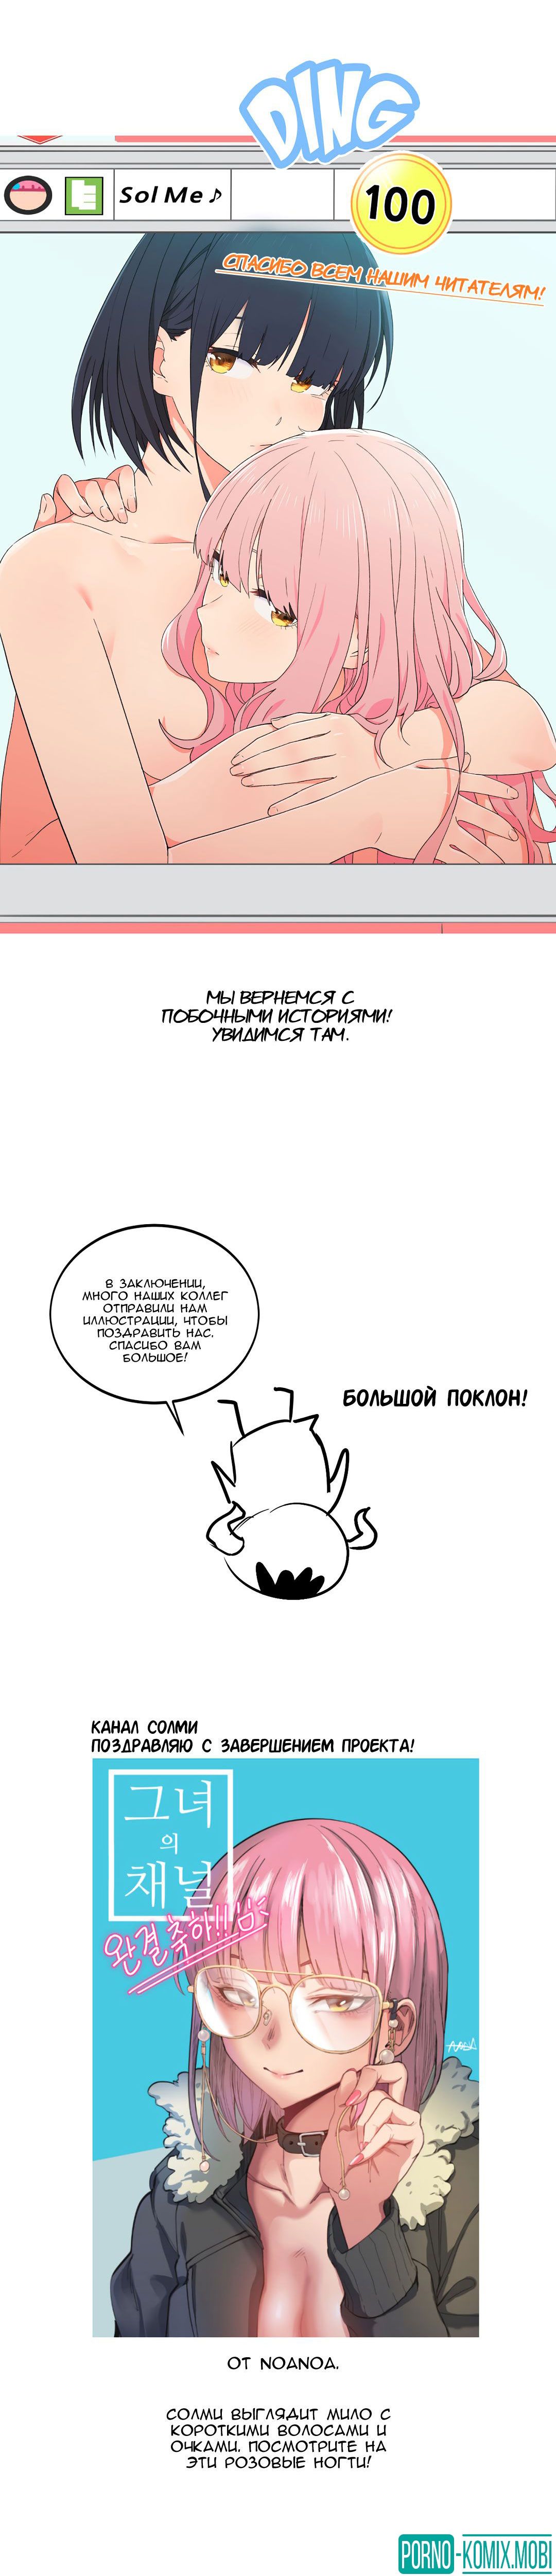 DING
Sol Me ♪
100
СПАСИБО ВСЕМ НАШИМ ЧИТАТЕЛЯМ!
МЫ ВЕРНЕМСЯ С
ПОБОЧНЫМИ ИСТОРИЯМИ!
УВИДИМСЯ ТАМ.
В ЗАКЛЮЧЕНИИ,
МНОГО НАШИХ КОЛЛЕГ
ОТПРАВИЛИ НАМ
ИЛЛЮСТРАЦИИ, ЧТОБЫ
ПОЗДРАВИТЬ НАС.
СПАСИБО ВАМ
БОЛЬШОЕ!
БОЛЬШОЙ ПОКЛОН!
КАНАЛ СОЛМИ
ПОЗДРАВЛЯЮ С ЗАВЕРШЕНИЕМ ПРОЕКТА!
그녀
의
채널
완결축하!!
ОТ NOANOA.
СОЛМИ ВЫГЛЯДИТ МИЛО С
КОРОТКИМИ ВОЛОСАМИ И
ОЧКАМИ. ПОСМОТРИТЕ НА
ЭТИ РОЗОВЫЕ НОГТИ!
PORNO-KOMIX.MOBI